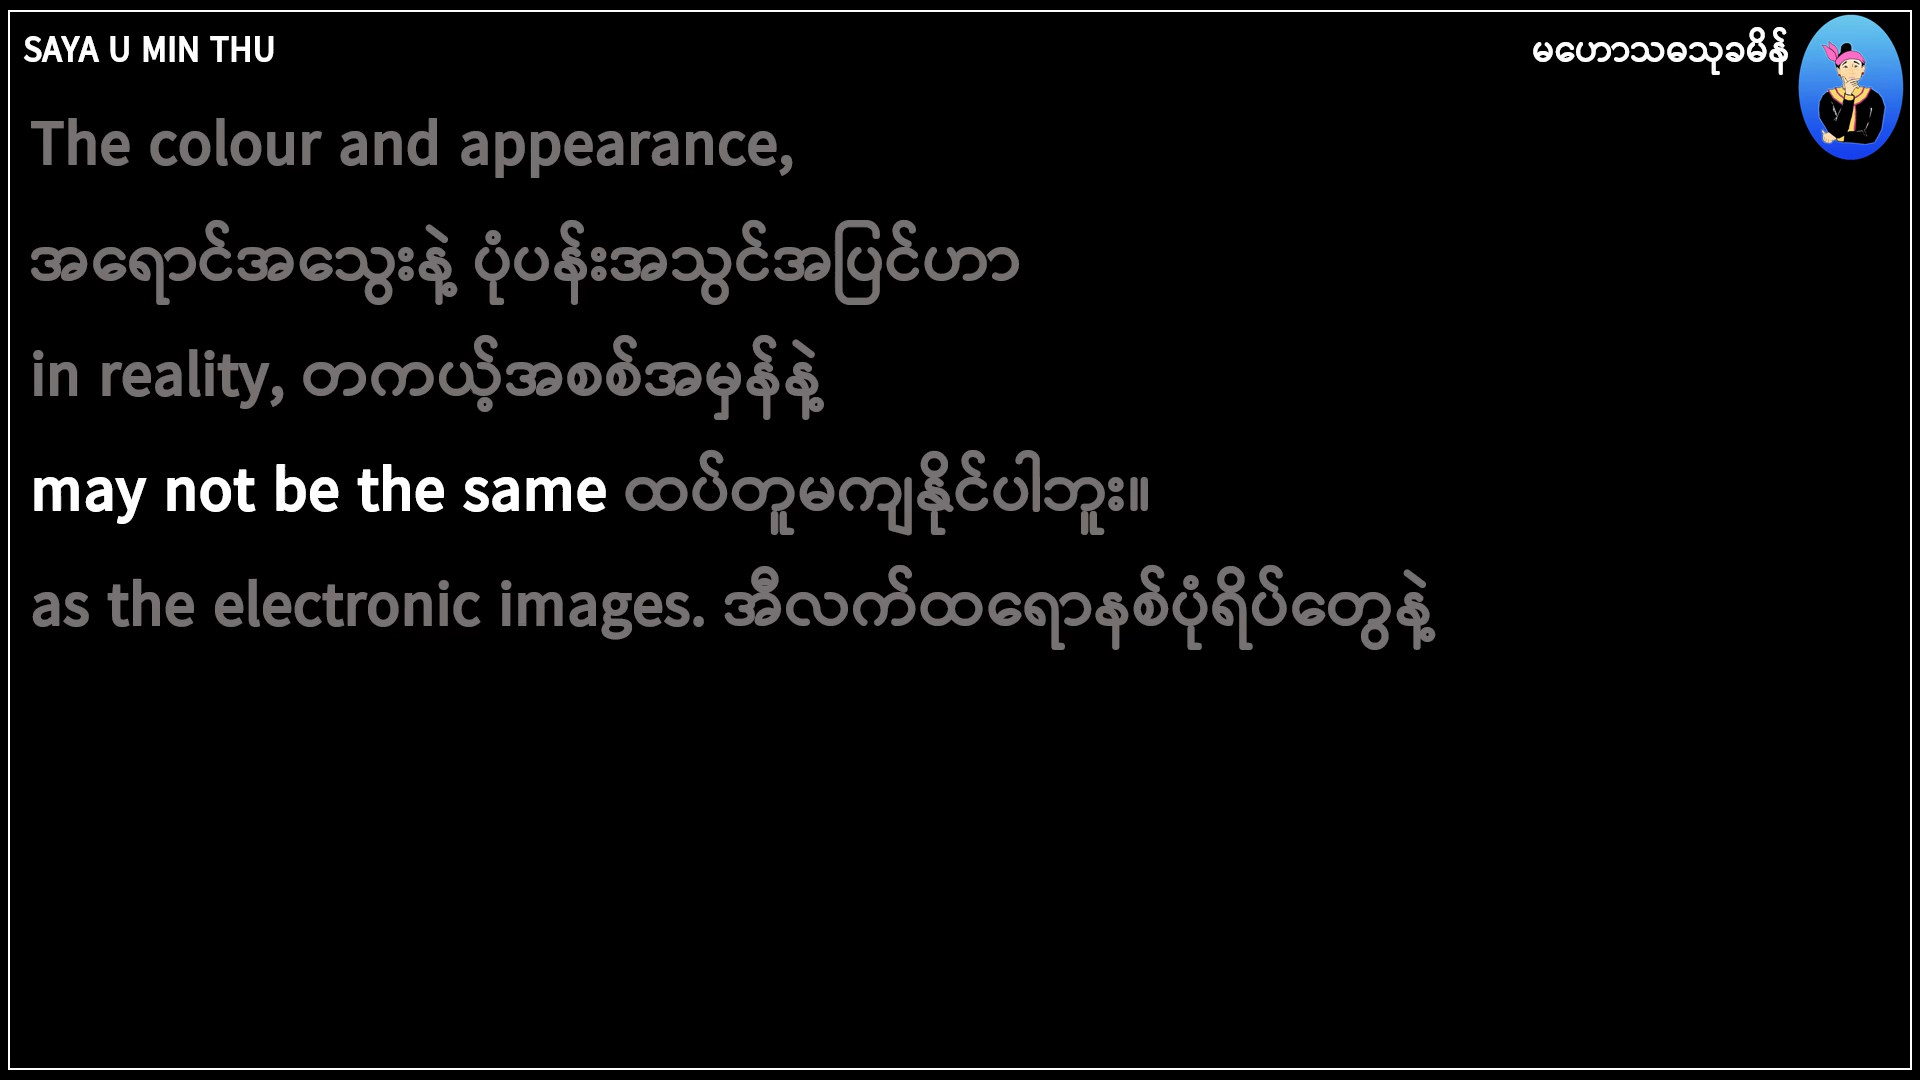 SAYA U MIN THU
မဟောသဓသုခမိန်
The colour and appearance,
အရောင်အသွေးနဲ့ ပုံပန်းအသွင်အပြင်ဟာ
in reality, တကယ့်အစစ်အမှန်နဲ့
may not be the same ထပ်တူမကျနိုင်ပါဘူး။
as the electronic images. အီလက်ထရောနစ်ပုံရိပ်တွေနဲ့